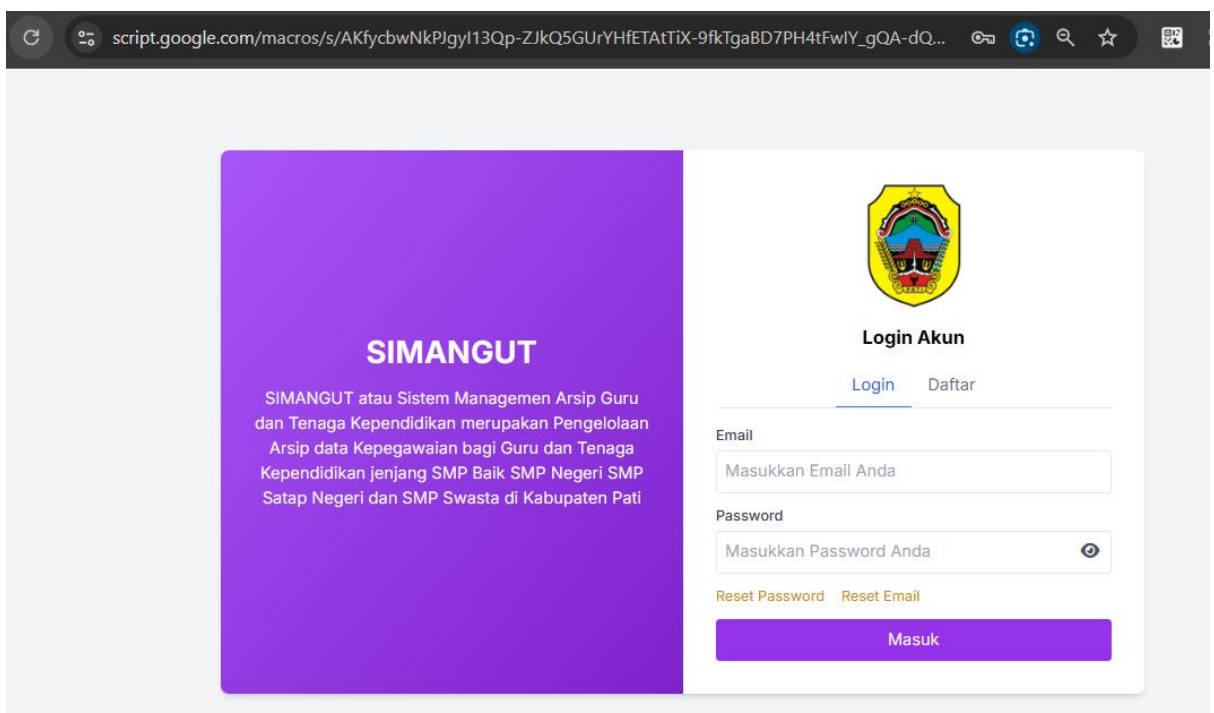 script.google.com/macros/s/AKfycbwNkPJgyI13Qp-ZJkQ5GUrYHfETAtTiX-9fkTgaBD7PH4tFwIY_gQA-dQ...
SIMANGUT
SIMANGUT atau Sistem Managemen Arsip Guru
dan Tenaga Kependidikan merupakan Pengelolaan
Arsip data Kepegawaian bagi Guru dan Tenaga
Kependidikan jenjang SMP Baik SMP Negeri SMP
Satap Negeri dan SMP Swasta di Kabupaten Pati
PATI
Login Akun
Login Daftar
Email
Masukkan Email Anda
Password
Masukkan Password Anda
Reset Password Reset Email
Masuk